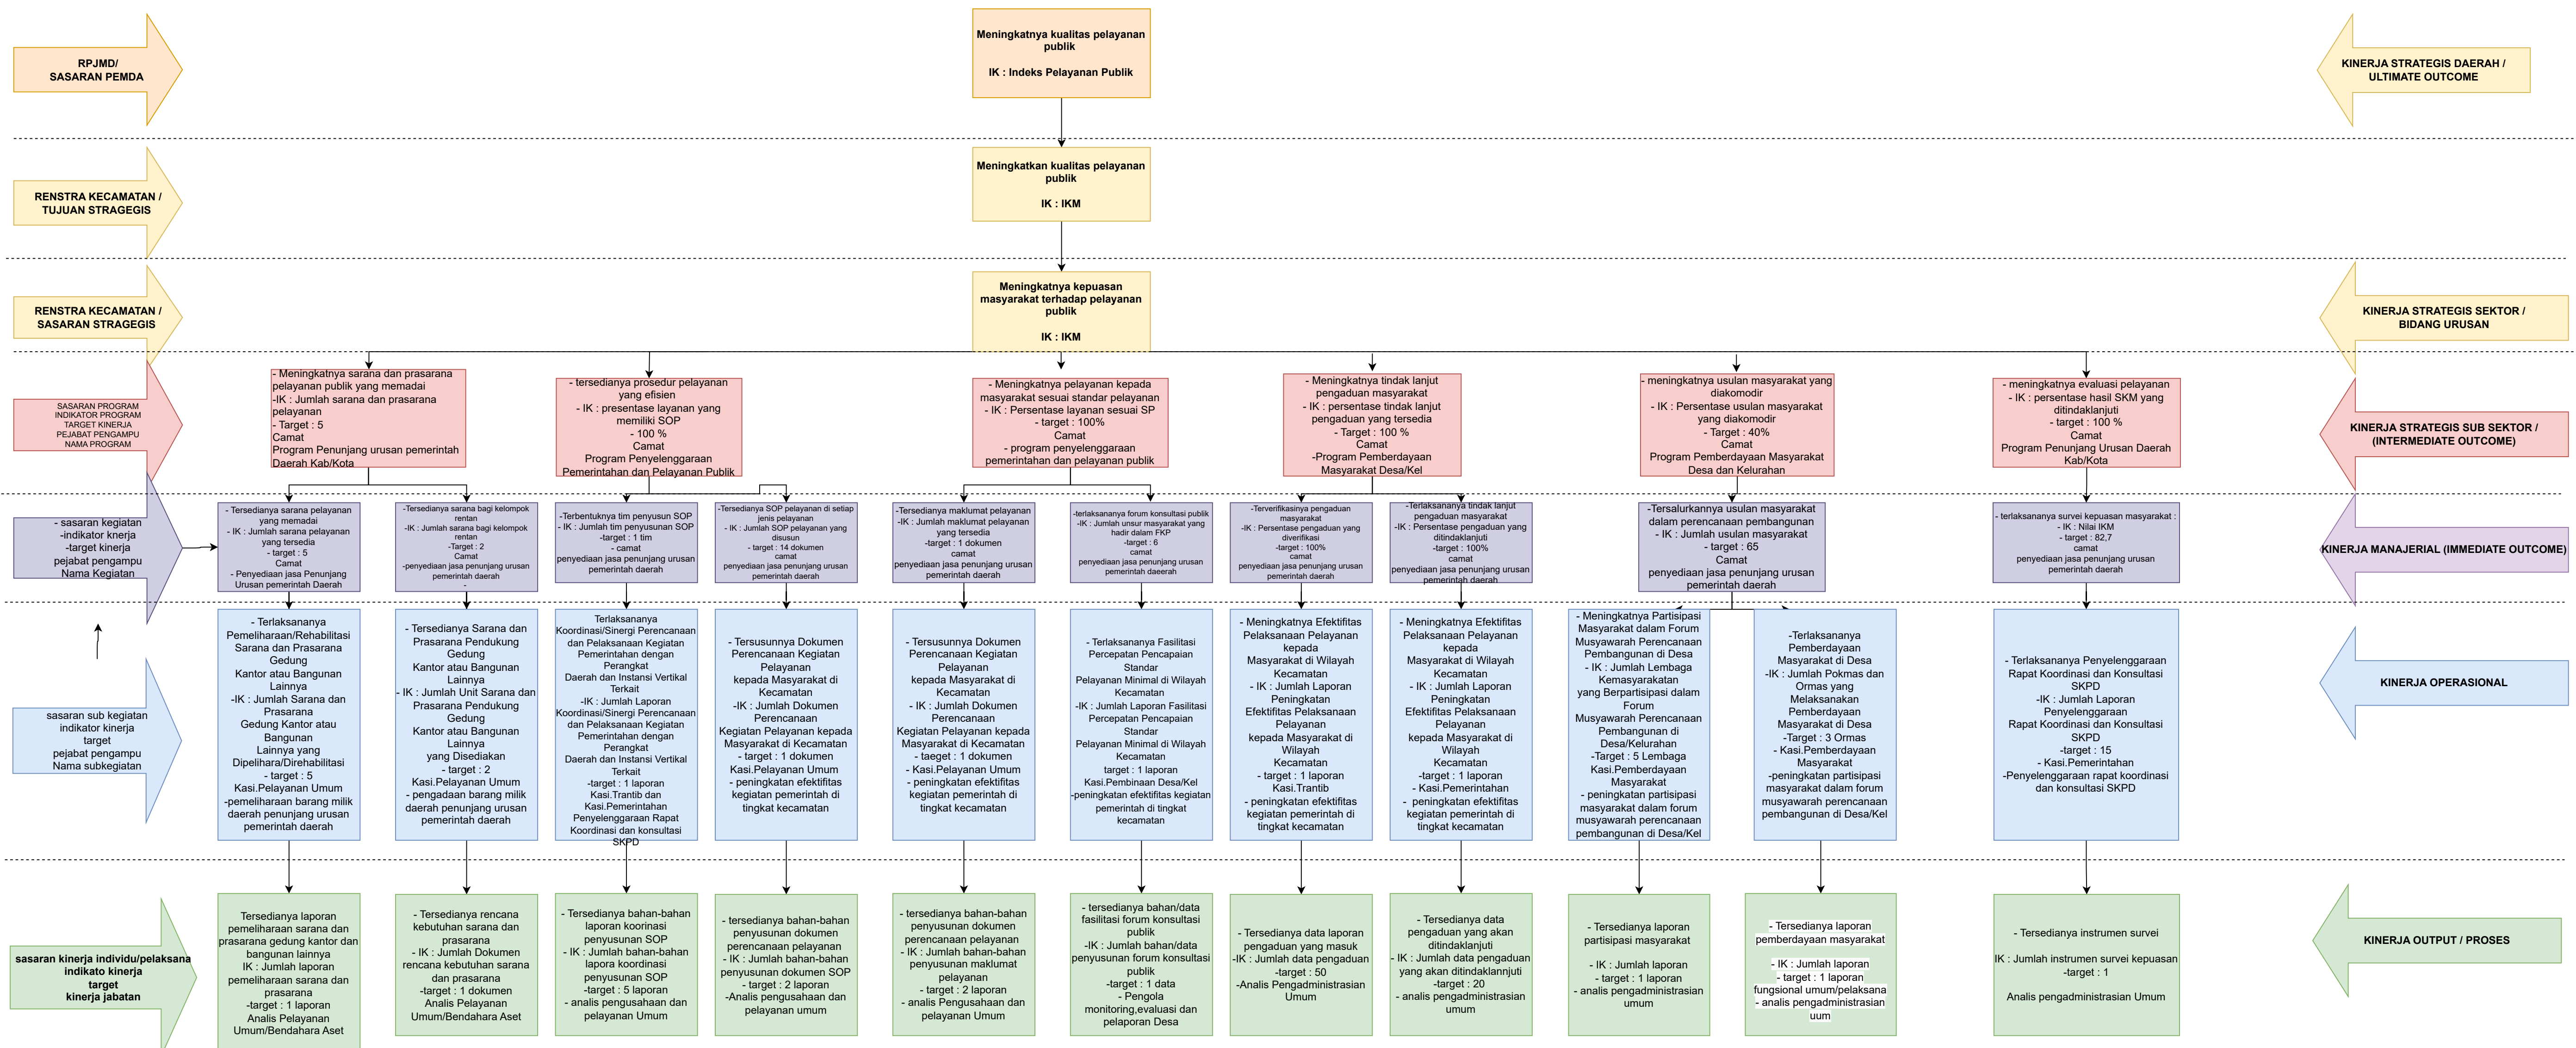 RPJMD/
SASARAN PEMDA
Meningkatnya kualitas pelayanan
publik
IK : Indeks Pelayanan Publik
KINERJA STRATEGIS DAERAH /
ULTIMATE OUTCOME
RENSTRA KECAMATAN /
TUJUAN STRAGEGIS
Meningkatkan kualitas pelayanan
publik
IK : IKM
RENSTRA KECAMATAN /
SASARAN STRAGEGIS
Meningkatnya kepuasan
masyarakat terhadap pelayanan
publik
IK : IKM
KINERJA STRATEGIS SEKTOR /
BIDANG URUSAN
SASARAN PROGRAM
INDIKATOR PROGRAM
TARGET KINERJA
PEJABAT PENGAMPU
NAMA PROGRAM
- Meningkatnya sarana dan prasarana
pelayanan publik yang memadai
-IK : Jumlah sarana dan prasarana
pelayanan
- Target : 5
Camat
Program Penunjang urusan pemerintah
Daerah Kab/Kota
- tersedianya prosedur pelayanan
yang efisien
- IK : presentase layanan yang
memiliki SOP
- 100 %
Camat
Program Penyelenggaraan
Pemerintahan dan Pelayanan Publik
- Meningkatnya pelayanan kepada
masyarakat sesuai standar pelayanan
- IK : Persentase layanan sesuai SP
- target : 100%
Camat
- program penyelenggaraan
pemerintahan dan pelayanan publik
- Meningkatnya tindak lanjut
pengaduan masyarakat
- IK : persentase tindak lanjut
pengaduan yang tersedia
- Target : 100 %
Camat
-Program Pemberdayaan
Masyarakat Desa/Kel
- meningkatnya usulan masyarakat yang
diakomodir
- IK : Persentase usulan masyarakat
yang diakomodir
- Target : 40%
Camat
Program Pemberdayaan Masyarakat
Desa dan Kelurahan
- meningkatnya evaluasi pelayanan
- IK : persentase hasil SKM yang
ditindaklanjuti
- target : 100 %
Camat
Program Penunjang Urusan Daerah
Kab/Kota
KINERJA STRATEGIS SUB SEKTOR /
(INTERMEDIATE OUTCOME)
- sasaran kegiatan
-indikator knerja
-target kinerja
pejabat pengampu
Nama Kegiatan
- Tersedianya sarana pelayanan
yang memadai
- IK : Jumlah sarana pelayanan
yang tersedia
- target : 5
Camat
- Penyediaan jasa Penunjang
Urusan pemerintah Daerah
-Tersedianya sarana bagi kelompok
rentan
-IK : Jumlah sarana bagi kelompok
rentan
-Target : 2
Camat
-penyediaan jasa penunjang urusan
pemerintah daerah
-
-Terbentuknya tim penyusun SOP
- IK : Jumlah tim penyusunan SOP
-target : 1 tim
- camat
penyediaan jasa penunjang urusan
pemerintah daerah
-Tersedianya SOP pelayanan di setiap
jenis pelayanan
- IK : Jumlah SOP pelayanan yang
disusun
- target : 14 dokumen
camat
penyediaan jasa penunjang urusan
pemerintah daerah
-Tersedianya maklumat pelayanan
-IK : Jumlah maklumat pelayanan
yang tersedia
-target : 1 dokumen
camat
penyediaan jasa penunjang urusan
pemerintah daerah
-terlaksananya forum konsultasi publik
-IK : Jumlah unsur masyarakat yang
hadir dalam FKP
-target : 6
camat
penyediaan jasa penunjang urusan
pemerintah daeerah
-Terverifikasinya pengaduan
masyarakat
-IK : Persentase pengaduan yang
diverifikasi
-target : 100%
camat
penyediaan jasa penunjang urusan
pemerintah daerah
-Terlaksananya tindak lanjut
pengaduan masyarakat
-IK : Persentase pengaduan yang
ditindaklanjuti
-target : 100%
camat
penyediaan jasa penunjang urusan
pemerintah daerah
-Tersalurkannya usulan masyarakat
dalam perencanaan pembangunan
- IK : Jumlah usulan masyarakat
- target : 65
Camat
penyediaan jasa penunjang urusan
pemerintah daerah
- terlaksananya survei kepuasan masyarakat :
- IK : Nilai IKM
- target : 82,7
camat
penyediaan jasa penunjang urusan
pemerintah daerah
KINERJA MANAJERIAL (IMMEDIATE OUTCOME)
sasaran sub kegiatan
indikator kinerja
target
pejabat pengampu
Nama subkegiatan
- Terlaksananya
Pemeliharaan/Rehabilitasi
Sarana dan Prasarana
Gedung
Kantor atau Bangunan
Lainnya
-IK : Jumlah Sarana dan
Prasarana
Gedung Kantor atau
Bangunan
Lainnya yang
Dipelihara/Direhabilitasi
- target : 5
Kasi.Pelayanan Umum
-pemeliharaan barang milik
daerah penunjang urusan
pemerintah daerah
- Tersedianya Sarana dan
Prasarana Pendukung
Gedung
Kantor atau Bangunan
Lainnya
- IK : Jumlah Unit Sarana dan
Prasarana Pendukung
Gedung
Kantor atau Bangunan
Lainnya
yang Disediakan
- target : 2
Kasi.Pelayanan Umum
- pengadaan barang milik
daerah penunjang urusan
pemerintah daerah
Terlaksananya
Koordinasi/Sinergi Perencanaan
dan Pelaksanaan Kegiatan
Pemerintahan dengan
Perangkat
Daerah dan Instansi Vertikal
Terkait
-IK : Jumlah Laporan
Koordinasi/Sinergi Perencanaan
dan Pelaksanaan Kegiatan
Pemerintahan dengan
Perangkat
Daerah dan Instansi Vertikal
Terkait
-target : 1 laporan
Kasi.Trantib dan
Kasi.Pemerintahan
Penyelenggaraan Rapat
Koordinasi dan konsultasi
SKPD
- Tersusunnya Dokumen
Perencanaan Kegiatan
Pelayanan
kepada Masyarakat di
Kecamatan
-IK : Jumlah Dokumen
Perencanaan
Kegiatan Pelayanan kepada
Masyarakat di Kecamatan
- target : 1 dokumen
Kasi.Pelayanan Umum
- peningkatan efektifitas
kegiatan pemerintah di
tingkat kecamatan
- Tersusunnya Dokumen
Perencanaan Kegiatan
Pelayanan
kepada Masyarakat di
Kecamatan
- IK : Jumlah Dokumen
Perencanaan
Kegiatan Pelayanan kepada
Masyarakat di Kecamatan
- taeget : 1 dokumen
- Kasi.Pelayanan Umum
- peningkatan efektifitas
kegiatan pemerintah di
tingkat kecamatan
- Terlaksananya Fasilitasi
Percepatan Pencapaian
Standar
Pelayanan Minimal di Wilayah
Kecamatan
-IK : Jumlah Laporan Fasilitasi
Percepatan Pencapaian
Standar
Pelayanan Minimal di Wilayah
Kecamatan
target : 1 laporan
Kasi.Pembinaan Desa/Kel
-peningkatan efektifitas kegiatan
pemerintah di tingkat
kecamatan
- Meningkatnya Efektifitas
Pelaksanaan Pelayanan
kepada
Masyarakat di Wilayah
Kecamatan
- IK : Jumlah Laporan
Peningkatan
Efektifitas Pelaksanaan
Pelayanan
kepada Masyarakat di
Wilayah
Kecamatan
- target : 1 laporan
Kasi.Trantib
- peningkatan efektifitas
kegiatan pemerintah di
tingkat kecamatan
- Meningkatnya Efektifitas
Pelaksanaan Pelayanan
kepada
Masyarakat di Wilayah
Kecamatan
- IK : Jumlah Laporan
Peningkatan
Efektifitas Pelaksanaan
Pelayanan
kepada Masyarakat di
Wilayah
Kecamatan
-target : 1 laporan
- Kasi.Pemerintahan
- peningkatan efektifitas
kegiatan pemerintah di
tingkat kecamatan
- Meningkatnya Partisipasi
Masyarakat dalam Forum
Musyawarah Perencanaan
Pembangunan di Desa
- IK : Jumlah Lembaga
Kemasyarakatan
yang Berpartisipasi dalam
Forum
Musyawarah Perencanaan
Pembangunan di
Desa/Kelurahan
-Target : 5 Lembaga
Kasi.Pemberdayaan
Masyarakat
- peningkatan partisipasi
masyarakat dalam forum
musyawarah perencanaan
pembangunan di Desa/Kel
-Terlaksananya
Pemberdayaan
Masyarakat di Desa
-IK : Jumlah Pokmas dan
Ormas yang
Melaksanakan
Pemberdayaan
Masyarakat di Desa
-Target : 3 Ormas
- Kasi.Pemberdayaan
Masyarakat
-peningkatan partisipasi
masyarakat dalam forum
musyawarah perencanaan
pembangunan di Desa/Kel
- Terlaksananya Penyelenggaraan
Rapat Koordinasi dan Konsultasi
SKPD
-IK : Jumlah Laporan
Penyelenggaraan
Rapat Koordinasi dan Konsultasi
SKPD
-target : 15
- Kasi.Pemerintahan
-Penyelenggaraan rapat koordinasi
dan konsultasi SKPD
KINERJA OPERASIONAL
sasaran kinerja individu/pelaksana
indikato kinerja
target
kinerja jabatan
Tersedianya laporan
pemeliharaan sarana dan
prasarana gedung kantor dan
bangunan lainnya
IK : Jumlah laporan
pemeliharaan sarana dan
prasarana
-target : 1 laporan
Analis Pelayanan
Umum/Bendahara Aset
- Tersedianya rencana
kebutuhan sarana dan
prasarana
- IK : Jumlah Dokumen
rencana kebutuhan sarana
dan prasarana
-target : 1 dokumen
Analis Pelayanan
Umum/Bendahara Aset
- Tersedianya bahan-bahan
laporan koorinasi
penyusunan SOP
- IK : Jumlah bahan-bahan
lapora koordinasi
penyusunan SOP
-target : 5 laporan
- analis pengusahaan dan
pelayanan Umum
- tersedianya bahan-bahan
penyusunan dokumen
perencanaan pelayanan
- IK : Jumlah bahan-bahan
penyusunan dokumen SOP
- target : 2 laporan
-Analis pengusahaan dan
pelayanan umum
- tersedianya bahan-bahan
penyusunan dokumen
perencanaan pelayanan
- IK : Jumlah bahan-bahan
penyusunan maklumat
pelayanan
- target : 2 laporan
- analis Pengusahaan dan
pelayanan Umum
- tersedianya bahan/data
fasilitasi forum konsultasi
publik
-IK : Jumlah bahan/data
penyusunan forum konsultasi
publik
-target : 1 data
- Pengola
monitoring,evaluasi dan
pelaporan Desa
- Tersedianya data laporan
pengaduan yang masuk
-IK : Jumlah data pengaduan
-target : 50
-Analis Pengadministrasian
Umum
- Tersedianya data
pengaduan yang akan
ditindaklanjuti
- IK : Jumlah data pengaduan
yang akan ditindaklannjuti
-target : 20
- analis pengadministrasian
umum
- Tersedianya laporan
partisipasi masyarakat
- IK : Jumlah laporan
- target : 1 laporan
- analis pengadministrasian
umum
- Tersedianya laporan
pemberdayaan masyarakat
- IK : Jumlah laporan
- target : 1 laporan
fungsional umum/pelaksana
- analis pengadministrasian
uum
- Tersedianya instrumen survei
IK : Jumlah instrumen survei kepuasan
-target : 1
Analis pengadministrasian Umum
KINERJA OUTPUT / PROSES